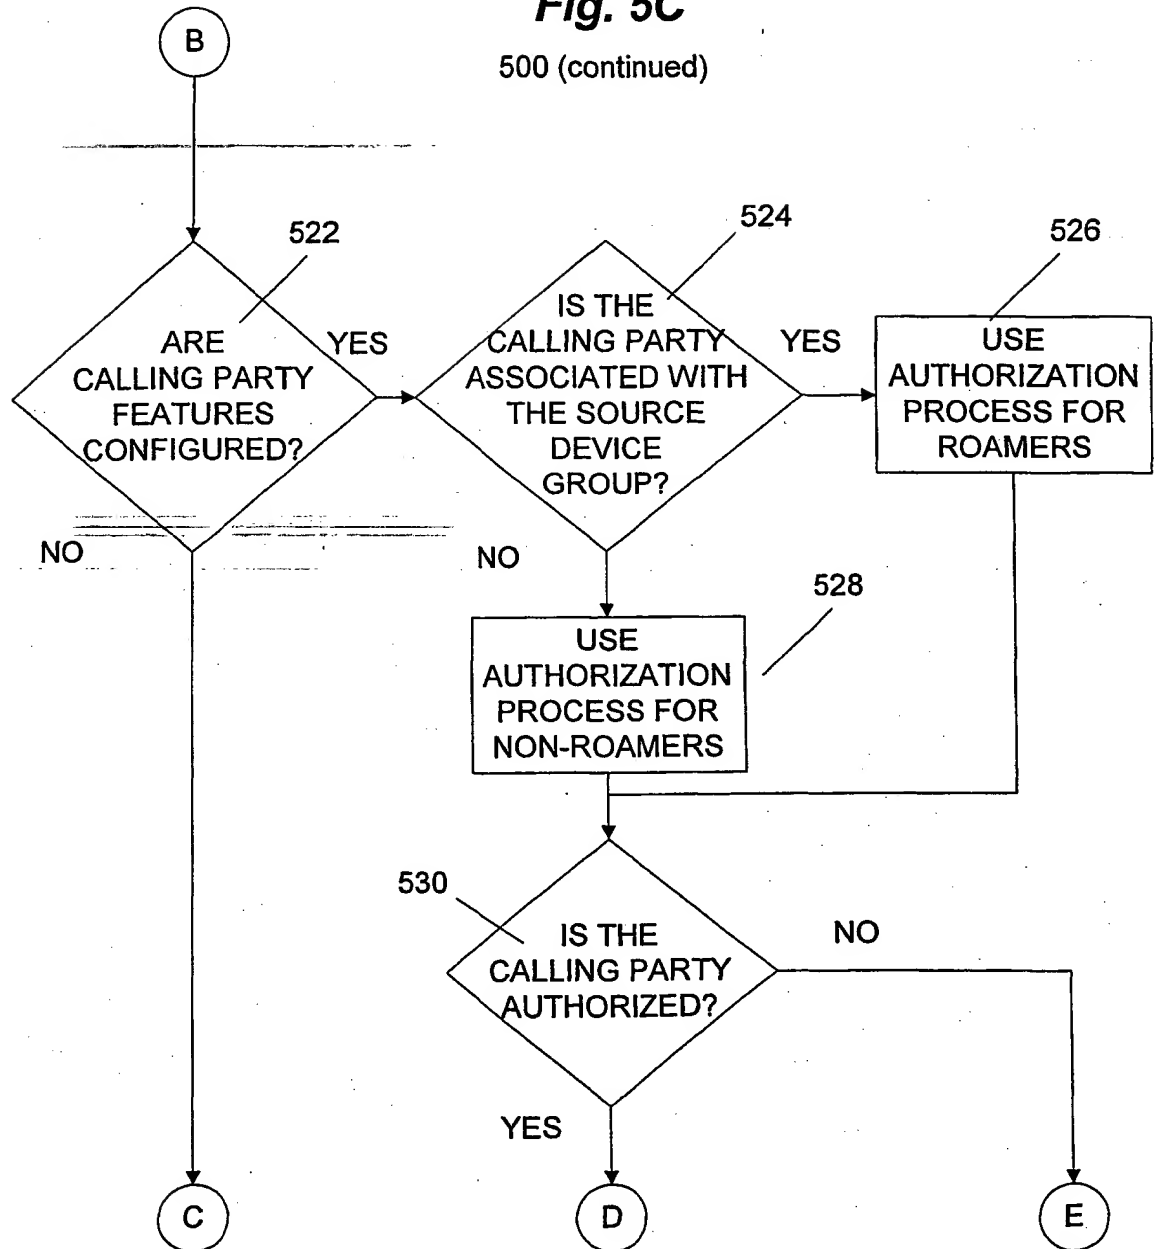 Fig. 5C
B
500 (continued)
522
524
526
ARE
CALLING PARTY
FEATURES
CONFIGURED?
YES
IS THE
CALLING PARTY
ASSOCIATED WITH
THE SOURCE
DEVICE
GROUP?
YES
USE
AUTHORIZATION
PROCESS FOR
ROAMERS
NO
NO
528
USE
AUTHORIZATION
PROCESS FOR
NON-ROAMERS
530
IS THE
CALLING PARTY
AUTHORIZED?
NO
YES
C
D
E